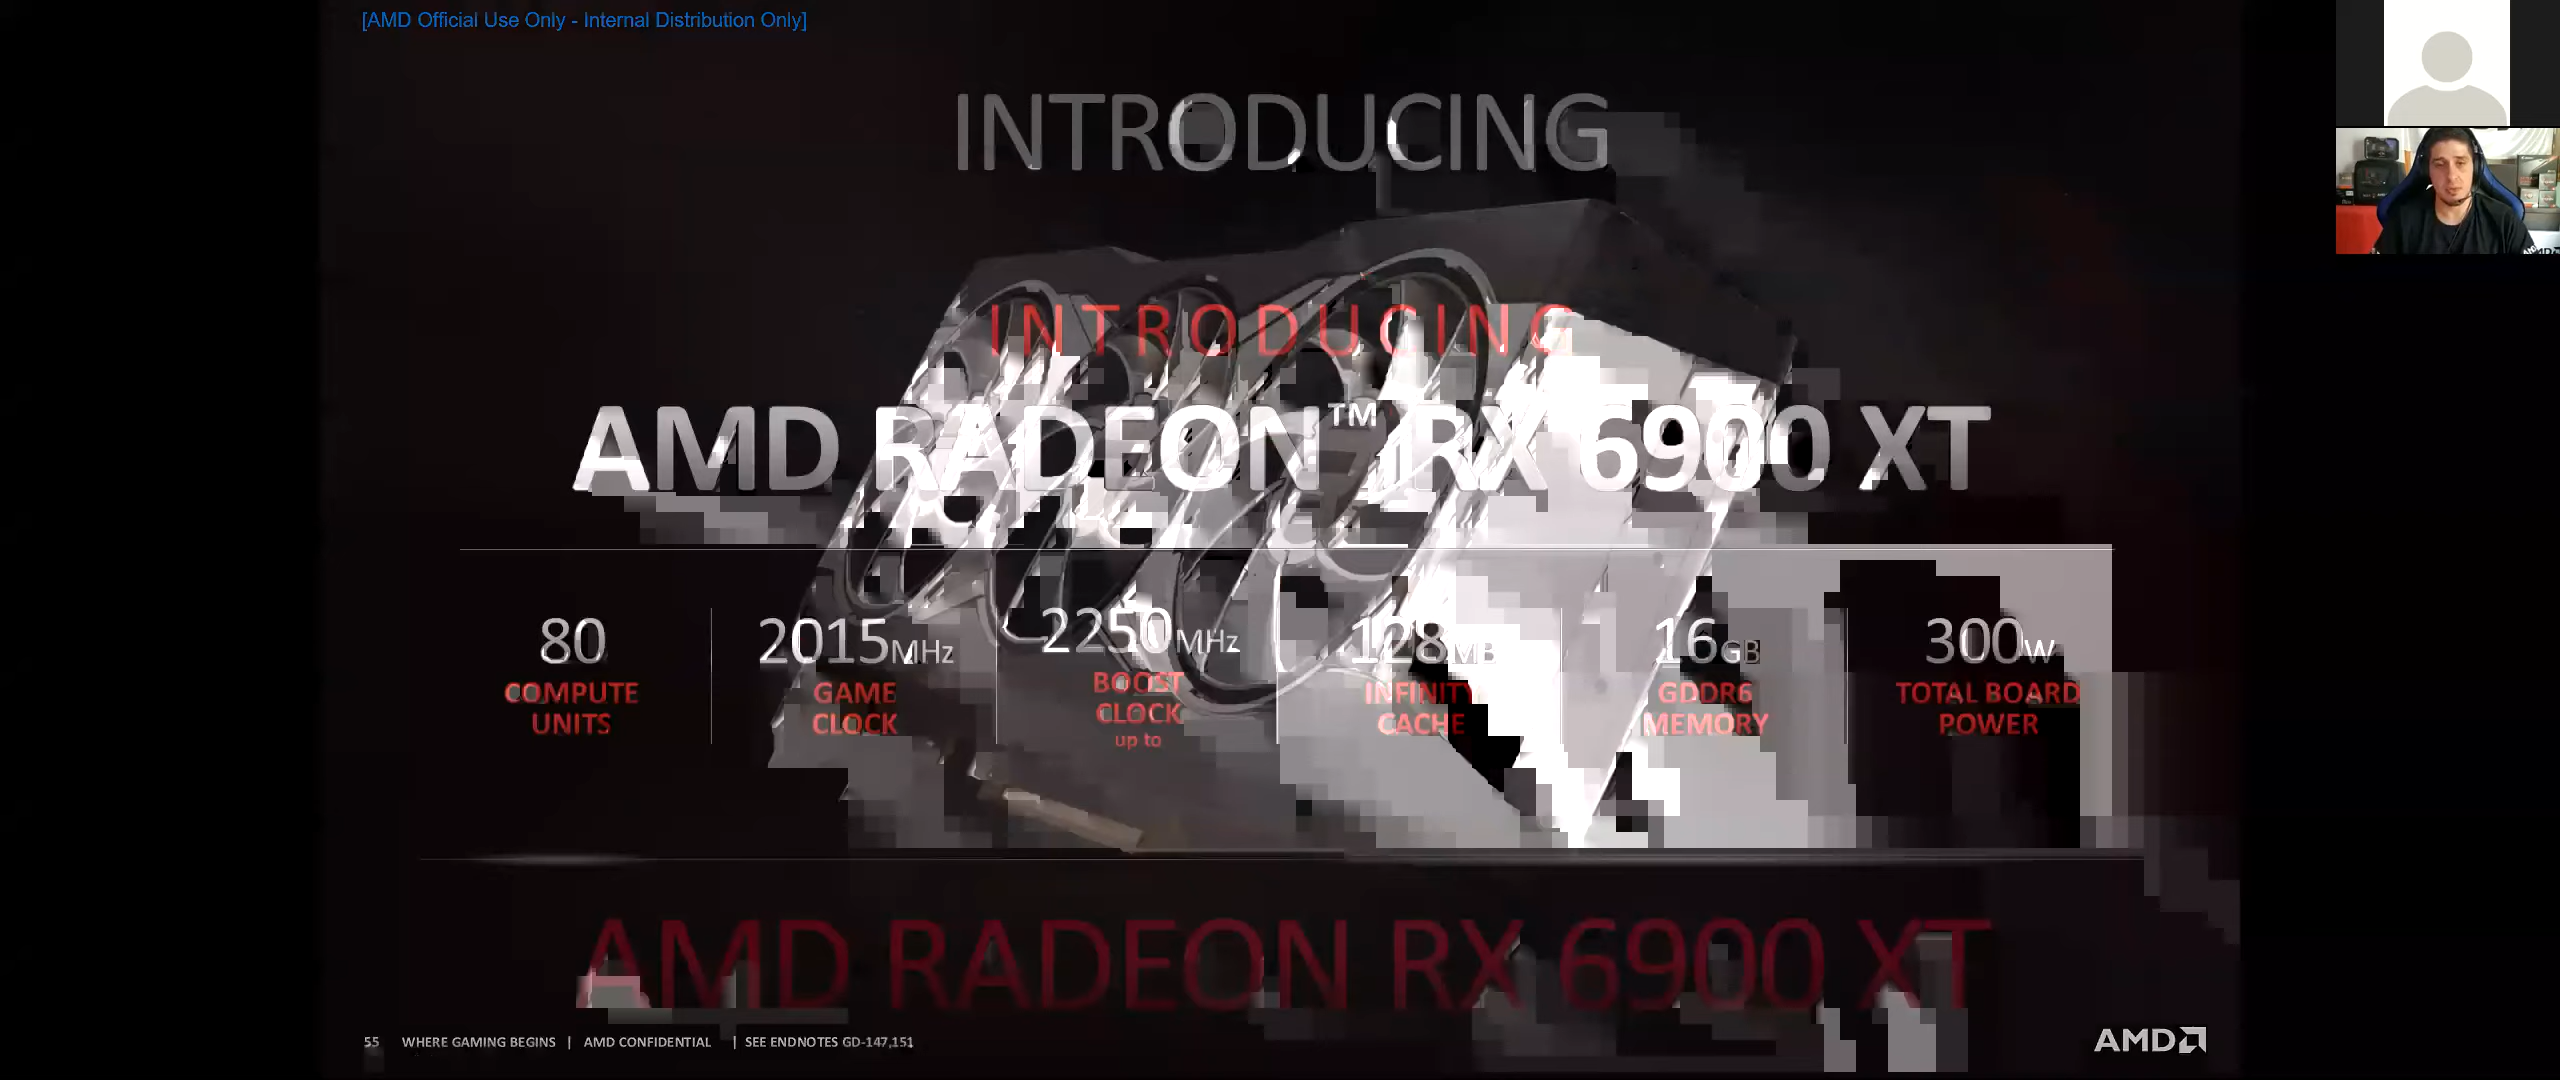 [AMD Official Use Only - Internal Distribution Only]
INTRODUCING
INTRODUCING
AMD RADEON™ RX 6900 XT
80
COMPUTE
UNITS
2015MHz
GAME
CLOCK
2250MHz
BOOST
CLOCK
up to
128MB
INFINITY
CACHE
16GB
GDDR6
MEMORY
300W
TOTAL BOARD
POWER
AMD RADEON RX 6900 XT
55 WHERE GAMING BEGINS | AMD CONFIDENTIAL | SEE ENDNOTES GD-147,151
AMD